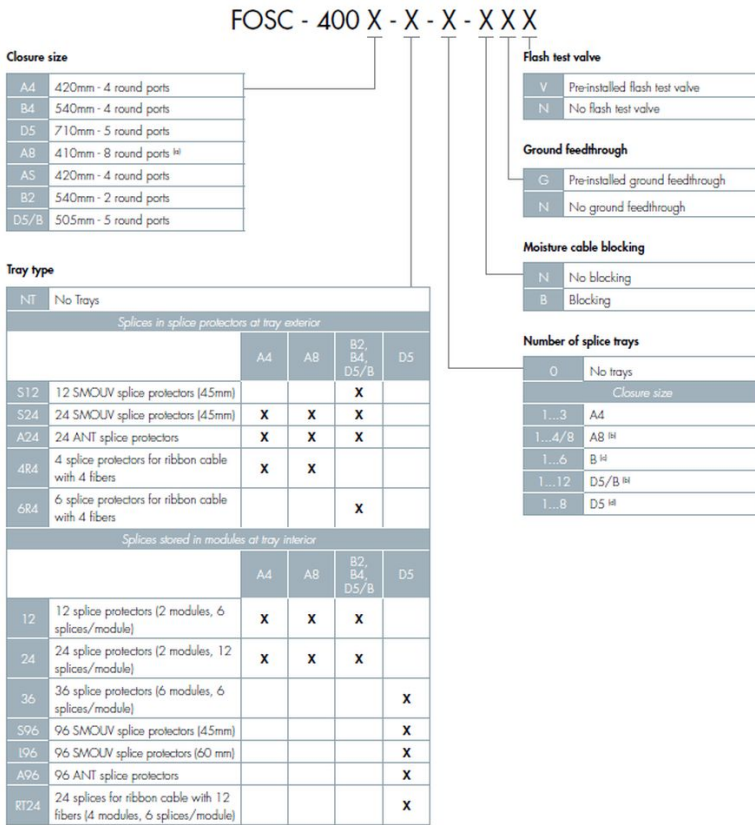 FOSC - 400 X - X - X - X X X
Closure size
A4 420mm - 4 round ports
B4 540mm - 4 round ports
D5 710mm - 5 round ports
A8 410mm - 8 round ports (a)
AS 420mm - 4 round ports
B2 540mm - 2 round ports
D5/B 505mm - 5 round ports
Tray type
NT No Trays
Splices in splice protectors at tray exterior
A4 A8 B2, B4, D5/B D5
S12 12 SMOUV splice protectors (45mm) X
S24 24 SMOUV splice protectors (45mm) X X X
A24 24 ANT splice protectors X X X
4R4 4 splice protectors for ribbon cable
with 4 fibers X X
6R4 6 splice protectors for ribbon cable
with 4 fibers X
Splices stored in modules at tray interior
A4 A8 B2, B4, D5/B D5
12 12 splice protectors (2 modules, 6
splices/module) X X X
24 24 splice protectors (2 modules, 12
splices/module) X X X
36 36 splice protectors (6 modules, 6
splices/module) X
S96 96 SMOUV splice protectors (45mm) X
L96 96 SMOUV splice protectors (60 mm) X
A96 96 ANT splice protectors X
RT24 24 splices for ribbon cable with 12
fibers (4 modules, 6 splices/module) X
Flash test valve
V Pre-installed flash test valve
N No flash test valve
Ground feedthrough
G Pre-installed ground feedthrough
N No ground feedthrough
Moisture cable blocking
N No blocking
B Blocking
Number of splice trays
0 No trays
Closure size
1...3 A4
1...4/8 A8 (b)
1...6 B (c)
1...12 D5/B (b)
1...8 D5 (d)